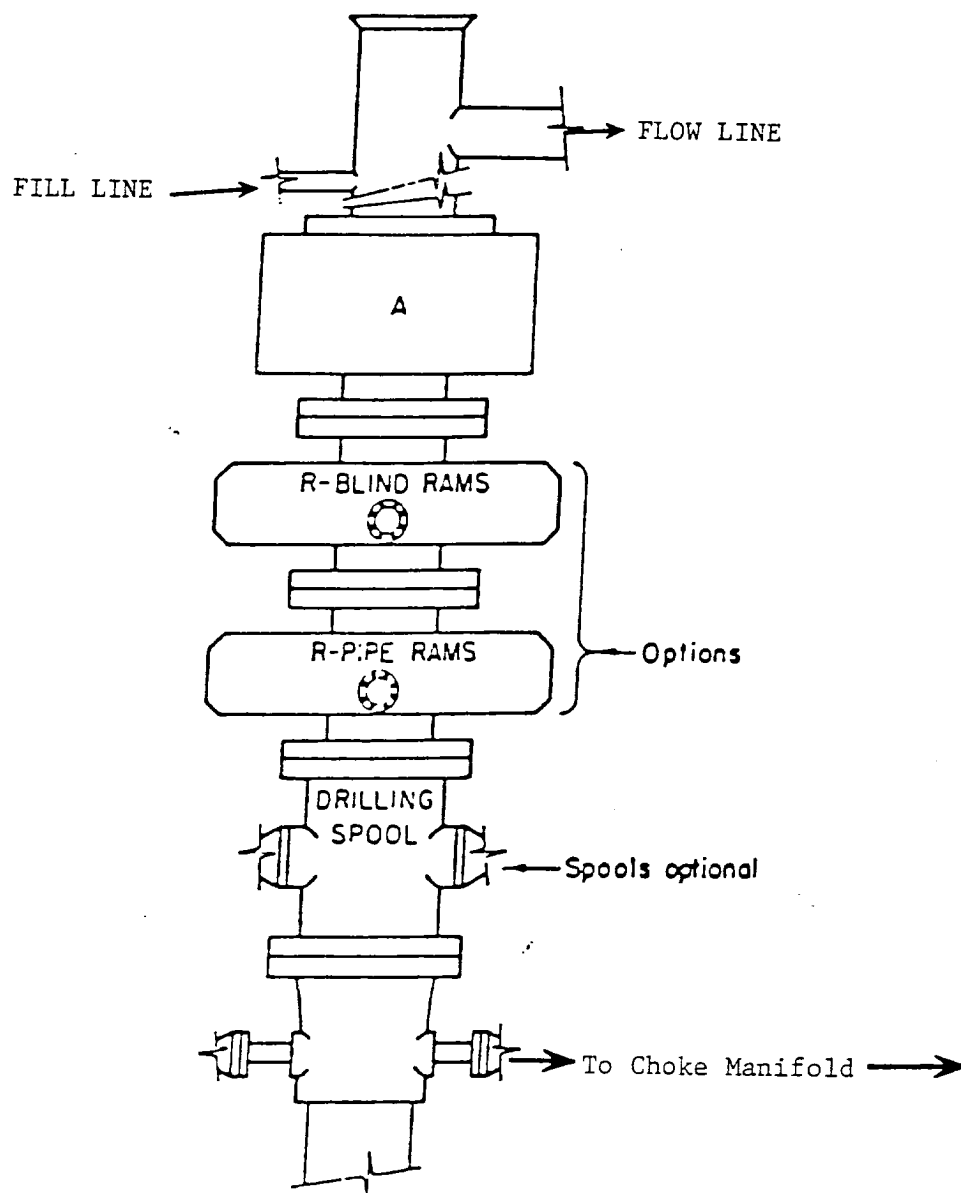 FLOW LINE
FILL LINE
A
R-BLIND RAMS
R-PIPE RAMS
Options
DRILLING
SPOOL
Spools optional
To Choke Manifold